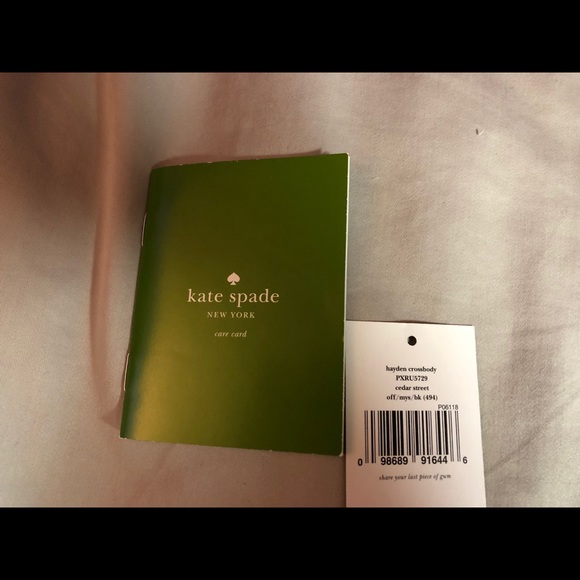 kate spade
NEW YORK
care card
hayden crossbody
PXRU5729
cedar street
off/mys/bk (494)
P06118
0 98689 91644 6
share your last piece of gum